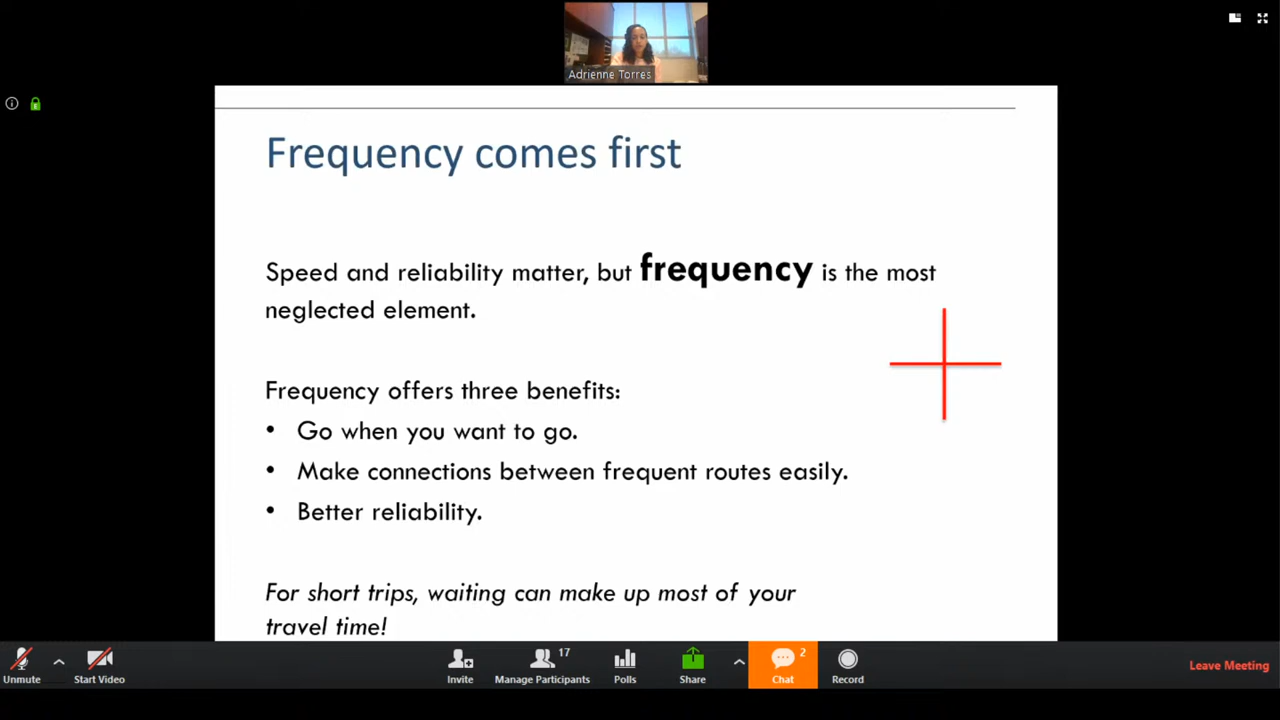 Adrienne Torres
Frequency comes first
Speed and reliability matter, but frequency is the most
neglected element.
Frequency offers three benefits:
• Go when you want to go.
• Make connections between frequent routes easily.
• Better reliability.
For short trips, waiting can make up most of your
travel time!
Unmute
Start Video
Invite
17
Manage Participants
Polls
Share
2
Chat
Record
Leave Meeting